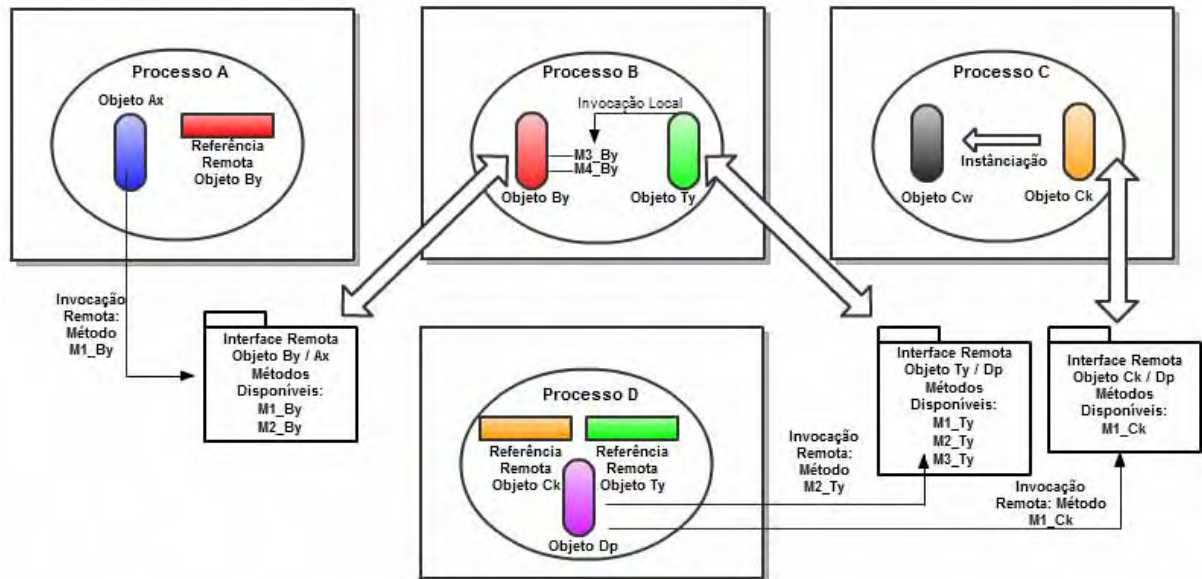 Processo A
Objeto Ax
Referência
Remota
Objeto By
Processo B
Invocação Local
M3_By
M4_By
Objeto By
Objeto Ty
Processo C
Instânciação
Objeto Cw
Objeto Ck
Invocação
Remota:
Método
M1_By
Interface Remota
Objeto By / Ax
Métodos
Disponíveis:
M1_By
M2_By
Processo D
Referência
Remota
Objeto Ck
Referência
Remota
Objeto Ty
Objeto Dp
Invocação
Remota:
Método
M2_Ty
Interface Remota
Objeto Ty / Dp
Métodos
Disponíveis:
M1_Ty
M2_Ty
M3_Ty
Interface Remota
Objeto Ck / Dp
Métodos
Disponíveis:
M1_Ck
Invocação
Remota: Método
M1_Ck